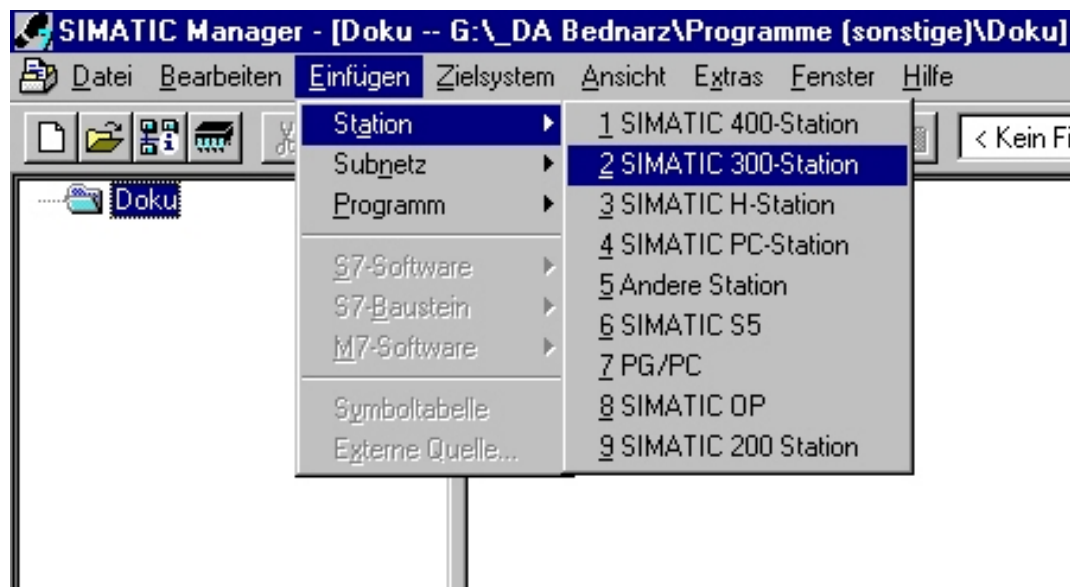 SIMATIC Manager - [Doku -- G:\_DA Bednarz\Programme (sonstige)\Doku]
Datei Bearbeiten Einfügen Zielsystem Ansicht Extras Fenster Hilfe
< Kein Fi
Doku
Station
Subnetz
Programm
S7-Software
S7-Baustein
M7-Software
Symboltabelle
Externe Quelle...
1 SIMATIC 400-Station
2 SIMATIC 300-Station
3 SIMATIC H-Station
4 SIMATIC PC-Station
5 Andere Station
6 SIMATIC S5
7 PG/PC
8 SIMATIC OP
9 SIMATIC 200 Station